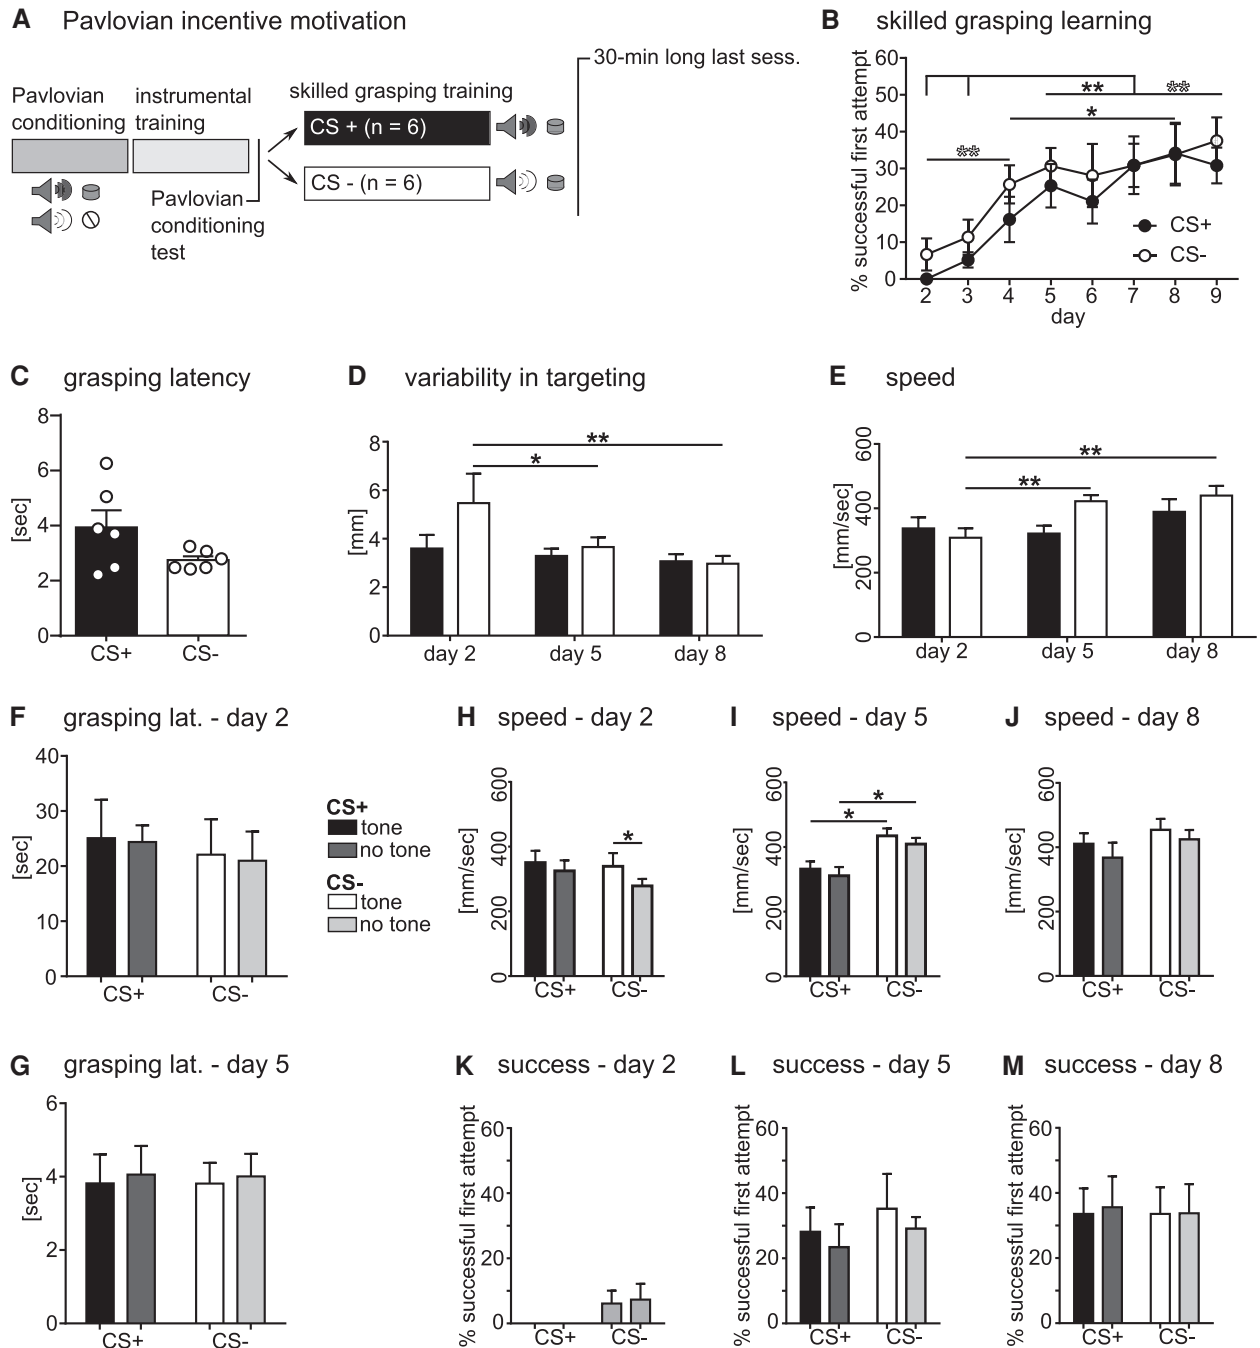 A Pavlovian incentive motivation
Pavlovian
conditioning
instrumental
training
Pavlovian
conditioning
test
skilled grasping training
CS + (n = 6)
CS - (n = 6)
30-min long last sess.
B skilled grasping learning
% successful first attempt
60
50
40
30
20
10
0
** **
*
**
CS+
CS-
2 3 4 5 6 7 8 9
day
C grasping latency
[sec]
8
6
4
2
0
CS+ CS-
D variability in targeting
[mm]
8
6
4
2
0
**
*
day 2 day 5 day 8
E speed
[mm/sec]
600
400
200
0
**
**
day 2 day 5 day 8
F grasping lat. - day 2
[sec]
40
30
20
10
0
CS+ CS-
CS+
tone
no tone
CS-
tone
no tone
H speed - day 2
[mm/sec]
600
400
200
0
*
CS+ CS-
I speed - day 5
[mm/sec]
600
400
200
0
*
*
CS+ CS-
J speed - day 8
[mm/sec]
600
400
200
0
CS+ CS-
G grasping lat. - day 5
[sec]
6
4
2
0
CS+ CS-
K success - day 2
% successful first attempt
60
40
20
0
CS+ CS-
L success - day 5
% successful first attempt
60
40
20
0
CS+ CS-
M success - day 8
% successful first attempt
60
40
20
0
CS+ CS-